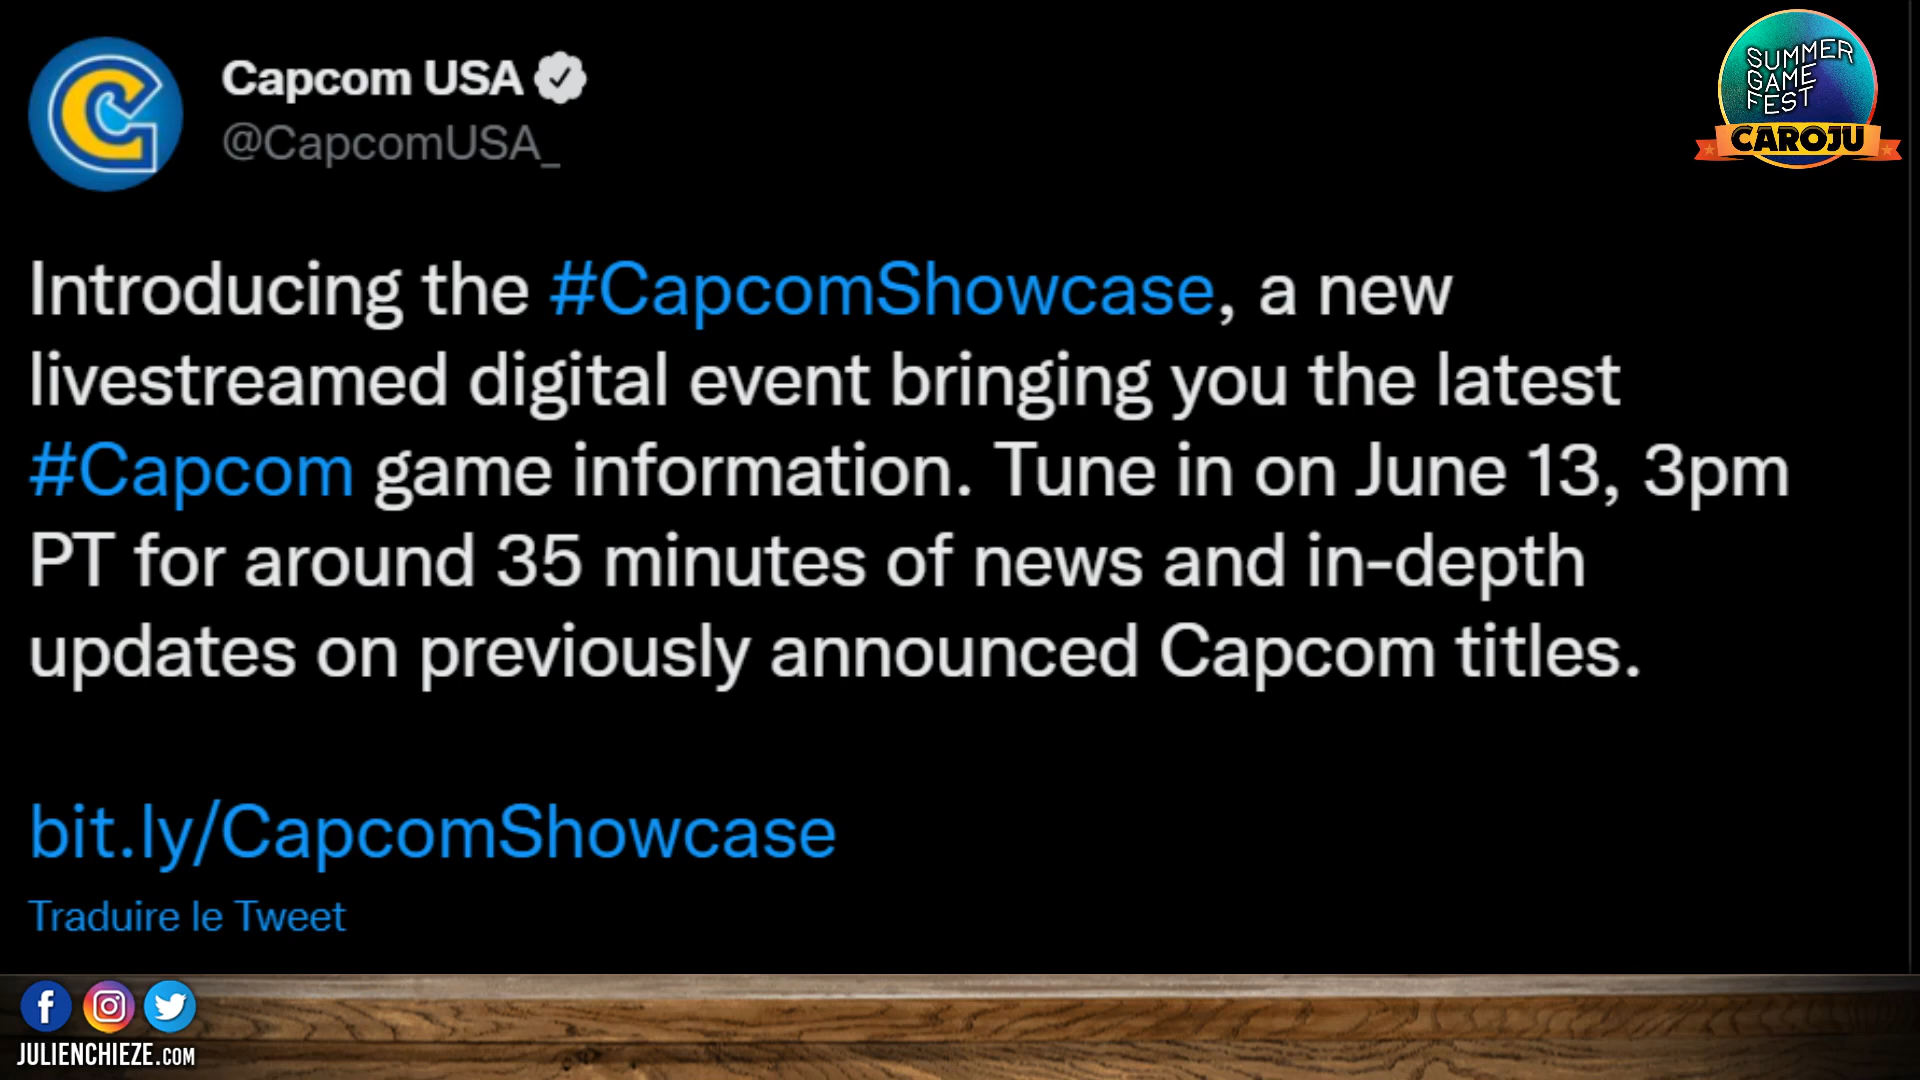 Capcom USA
@CapcomUSA_
SUMMER
GAME
FEST
CAROJU
Introducing the #CapcomShowcase, a new
livestreamed digital event bringing you the latest
#Capcom game information. Tune in on June 13, 3pm
PT for around 35 minutes of news and in-depth
updates on previously announced Capcom titles.
bit.ly/CapcomShowcase
Traduire le Tweet
JULIENCHIEZE.COM